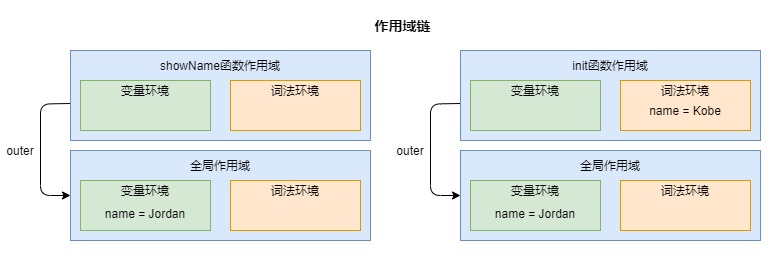 作用域链
showName函数作用域
变量环境
词法环境
outer
全局作用域
变量环境
name = Jordan
词法环境
init函数作用域
变量环境
词法环境
name = Kobe
outer
全局作用域
变量环境
name = Jordan
词法环境